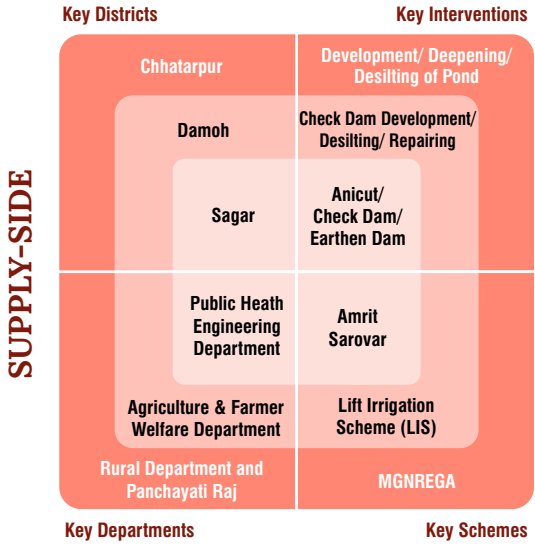 Key Districts
Key Interventions
Chhatarpur
Development/ Deepening/
Desilting of Pond
Damoh
Check Dam Development/
Desilting/ Repairing
Sagar
Anicut/
Check Dam/
Earthen Dam
SUPPLY-SIDE
Public Heath
Engineering
Department
Amrit
Sarovar
Agriculture & Farmer
Welfare Department
Lift Irrigation
Scheme (LIS)
Rural Department and
Panchayati Raj
MGNREGA
Key Departments
Key Schemes